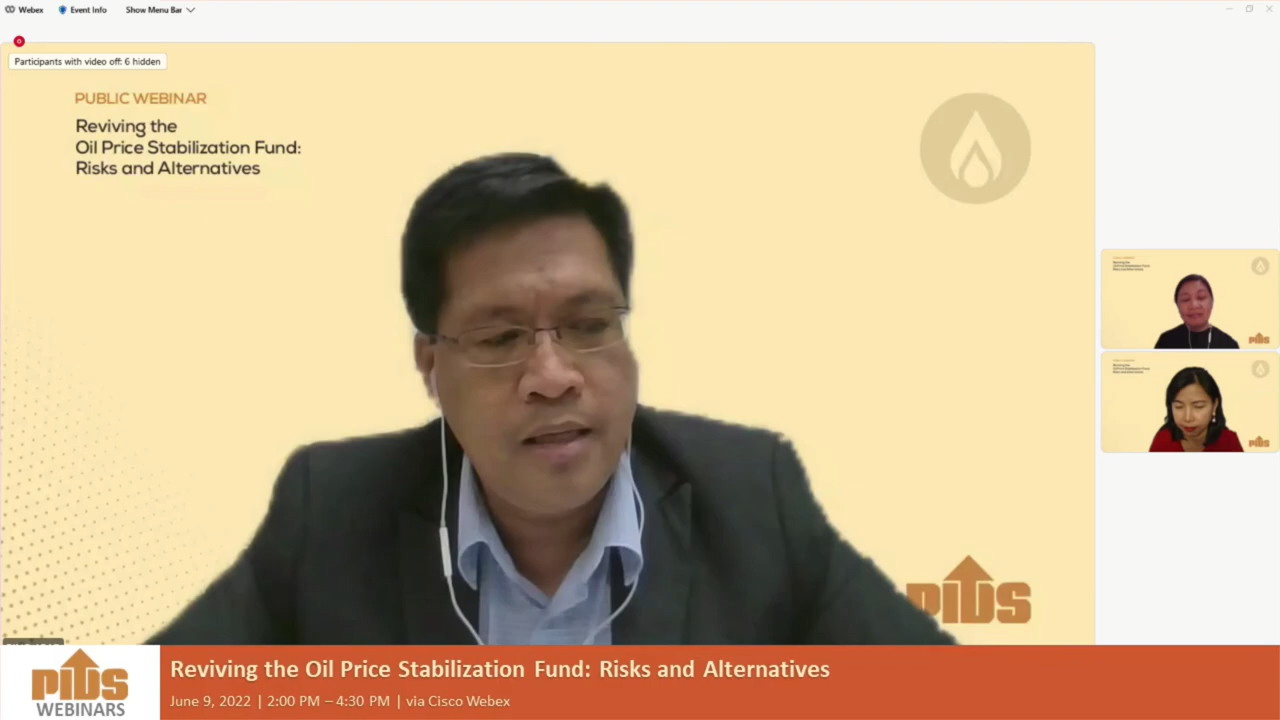 Webex Event Info Show Menu Bar
Participants with video off: 6 hidden
PUBLIC WEBINAR
Reviving the
Oil Price Stabilization Fund:
Risks and Alternatives
PIDS
PIDS
PIDS
PIDS
WEBINARS
Reviving the Oil Price Stabilization Fund: Risks and Alternatives
June 9, 2022 | 2:00 PM – 4:30 PM | via Cisco Webex